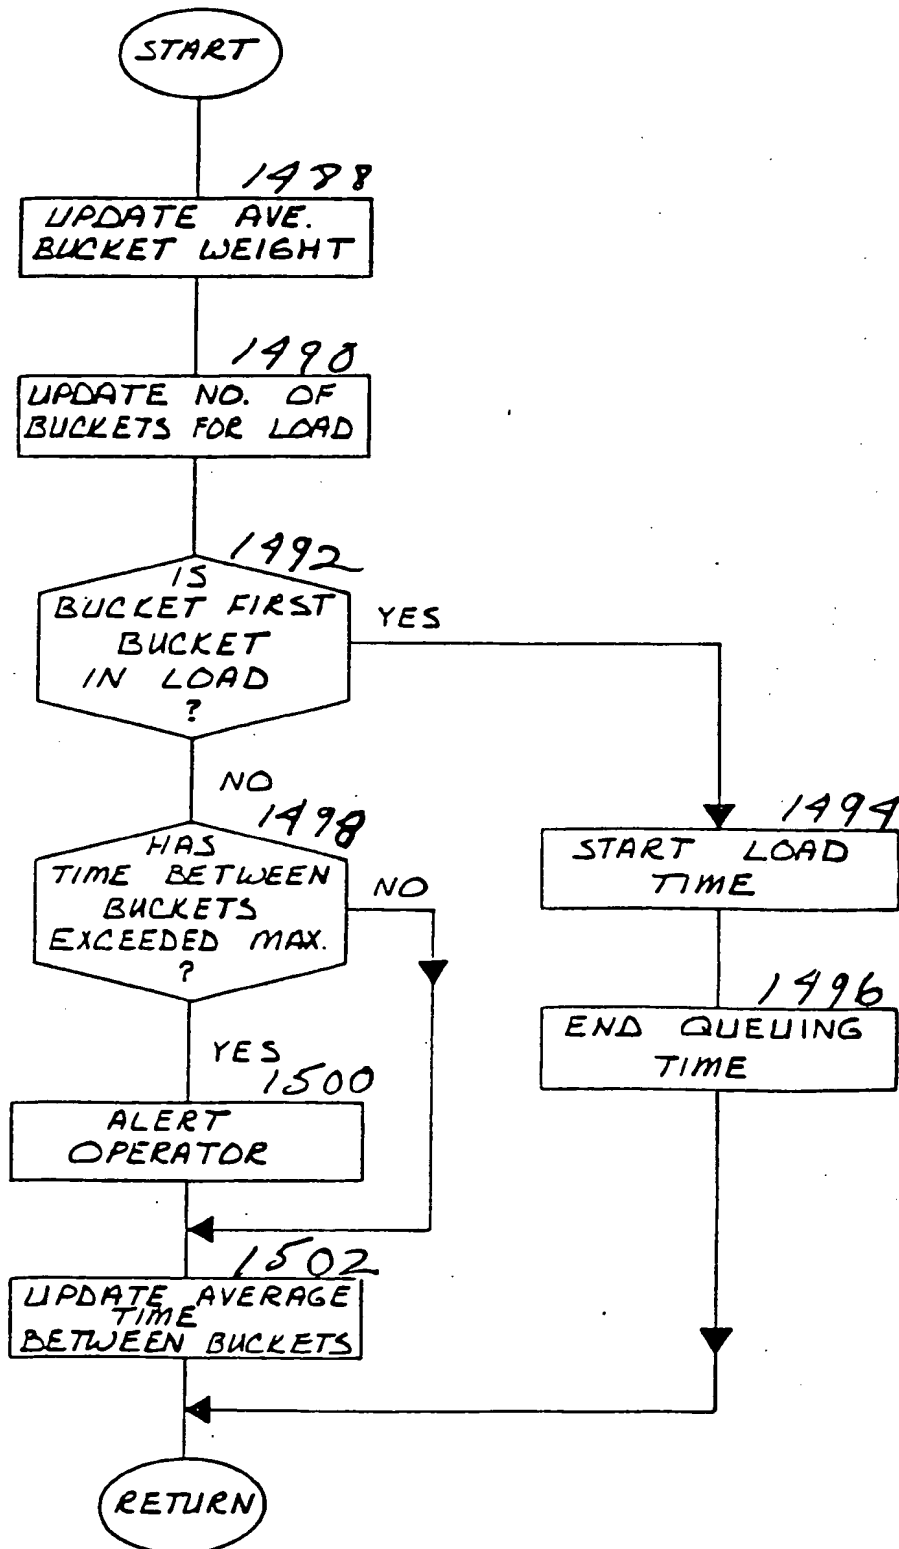 START
1488
UPDATE AVE.
BUCKET WEIGHT
1490
UPDATE NO. OF
BUCKETS FOR LOAD
1492
IS
BUCKET FIRST
BUCKET
IN LOAD
?
YES
NO
1494
START LOAD
TIME
1496
END QUEUING
TIME
1498
HAS
TIME BETWEEN
BUCKETS
EXCEEDED MAX.
?
NO
YES
1500
ALERT
OPERATOR
1502
UPDATE AVERAGE
TIME
BETWEEN BUCKETS
RETURN